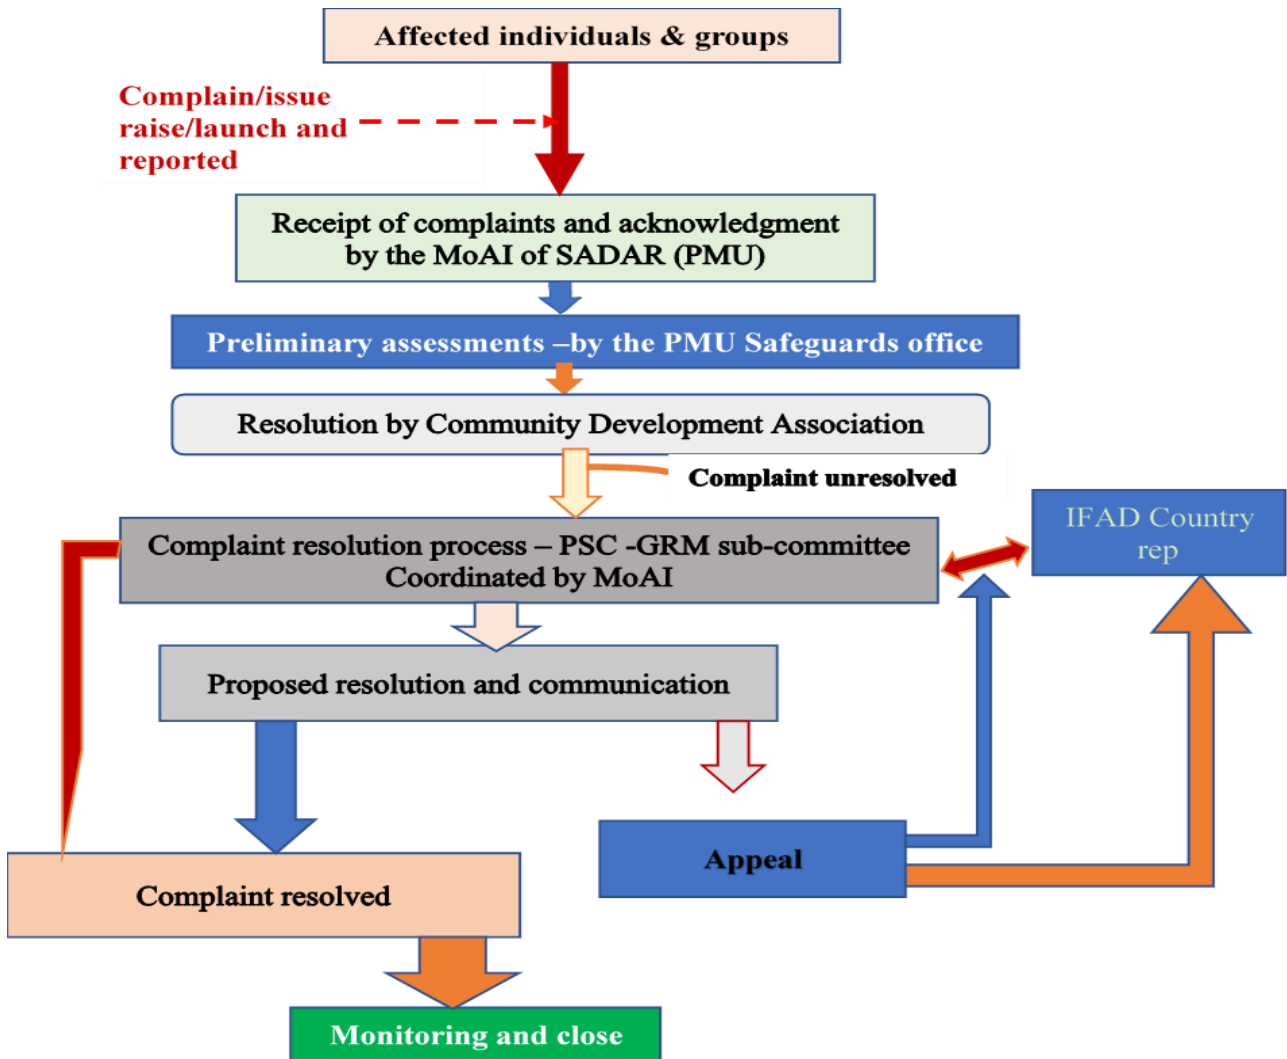 Affected individuals & groups
Complain/issue
raise/launch and
reported
Receipt of complaints and acknowledgment
by the MoAI of SADAR (PMU)
Preliminary assessments –by the PMU Safeguards office
Resolution by Community Development Association
Complaint unresolved
IFAD Country
rep
Complaint resolution process – PSC -GRM sub-committee
Coordinated by MoAI
Proposed resolution and communication
Appeal
Complaint resolved
Monitoring and close